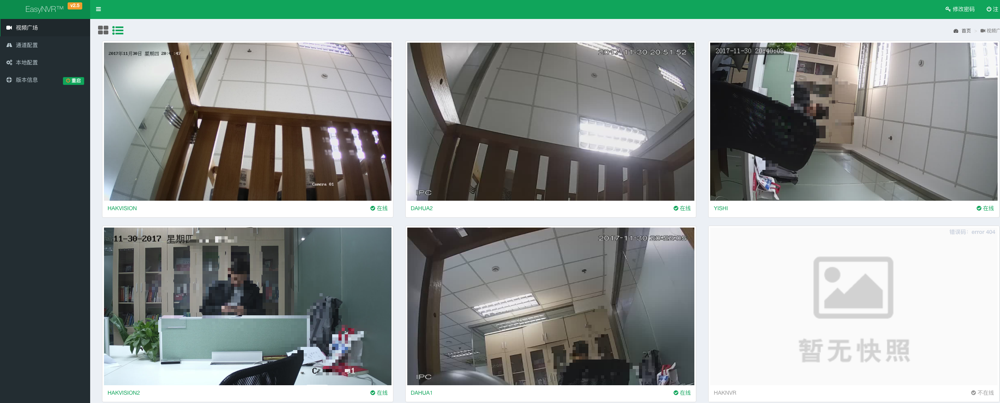 EasyNVR™ v2.5
修改密码
注
视频广场
通道配置
本地配置
版本信息
重启
首页 > 视频广
2017年11月30日 星期四 20:41:47
Camera 01
HAKVISION
在线
2017-11-30 20:51:52
IPC
DAHUA2
在线
2017-11-30 20:40:08
YISHI
在线
11-30-2017 星期四
HAKVISION2
在线
2017-11-30 20:52:05
IPC
DAHUA1
在线
错误码：error 404
暂无快照
HAKNVR
不在线